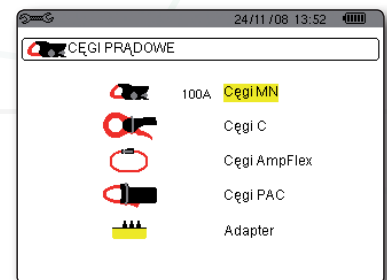 24/11/08 13:52
CĘGI PRĄDOWE
100A Cęgi MN
Cęgi C
Cęgi AmpFlex
Cęgi PAC
Adapter